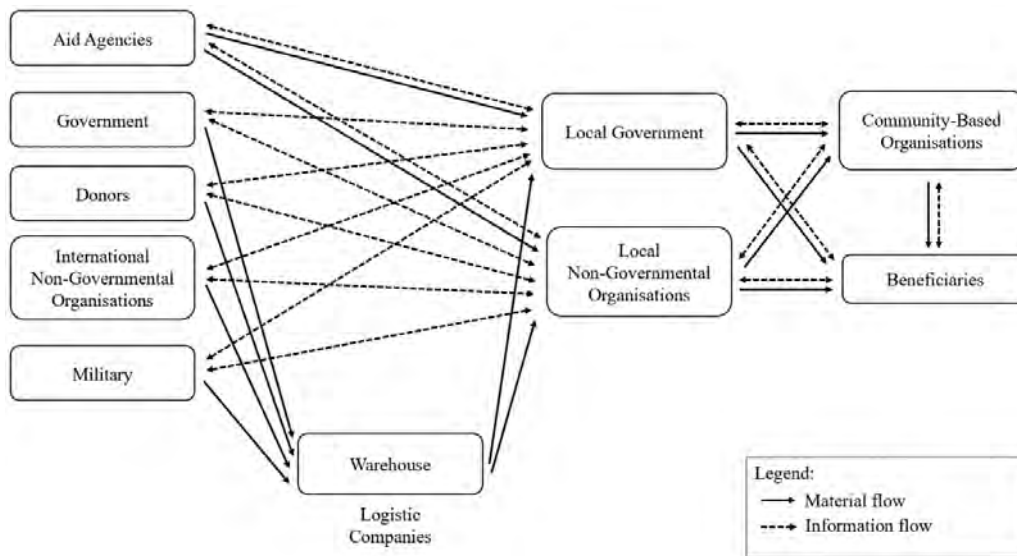 Aid Agencies
Government
Donors
International
Non-Governmental
Organisations
Military
Warehouse
Logistic
Companies
Local Government
Local
Non-Governmental
Organisations
Community-Based
Organisations
Beneficiaries
Legend:
Material flow
Information flow